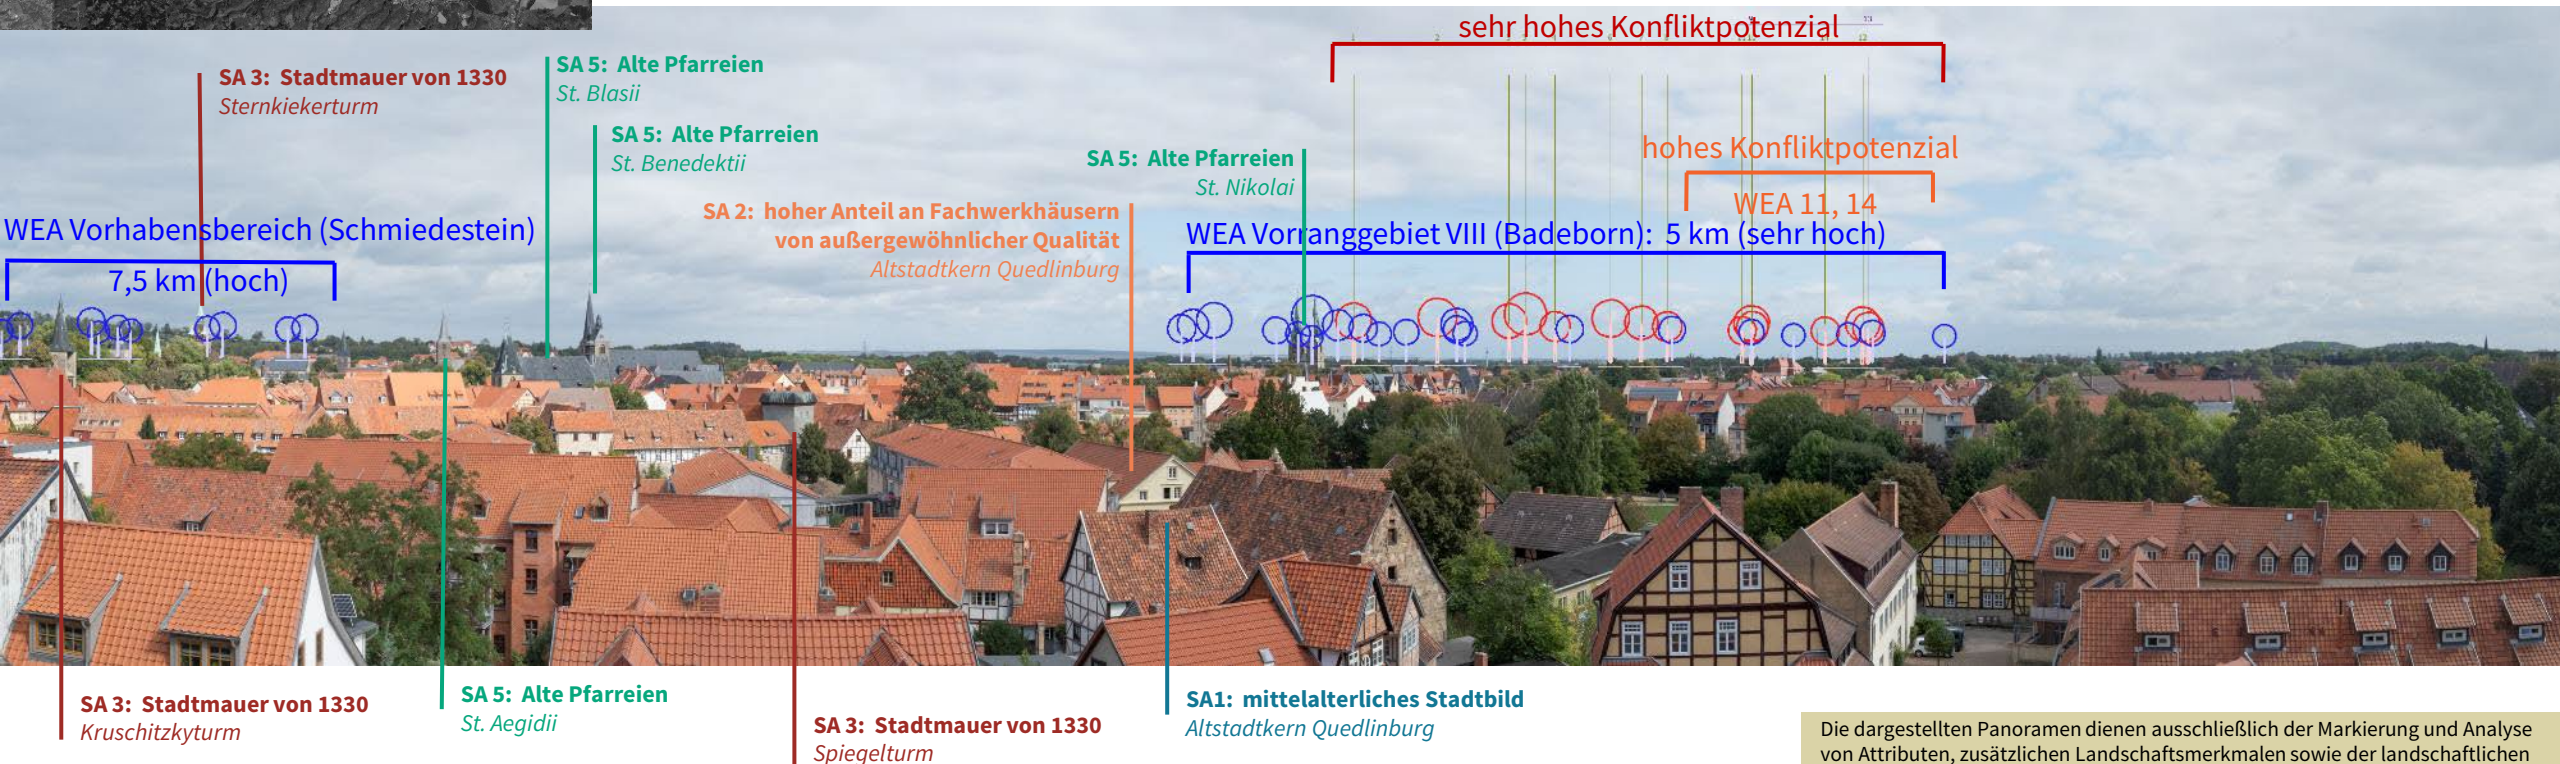 sehr hohes Konfliktpotenzial
SA 3: Stadtmauer von 1330
Sternkiekerturm
SA 5: Alte Pfarreien
St. Blasii
SA 5: Alte Pfarreien
St. Benedektii
SA 5: Alte Pfarreien
St. Nikolai
hohes Konfliktpotenzial
WEA 11, 14
SA 2: hoher Anteil an Fachwerkhäusern
von außergewöhnlicher Qualität
Altstadtkern Quedlinburg
WEA Vorhabensbereich (Schmiedestein)
7,5 km (hoch)
WEA Vorranggebiet VIII (Badeborn): 5 km (sehr hoch)
SA 3: Stadtmauer von 1330
Kruschitzkyturm
SA 5: Alte Pfarreien
St. Aegidii
SA 3: Stadtmauer von 1330
Spiegelturm
SA1: mittelalterliches Stadtbild
Altstadtkern Quedlinburg
Die dargestellten Panoramen dienen ausschließlich der Markierung und Analyse
von Attributen, zusätzlichen Landschaftsmerkmalen sowie der landschaftlichen